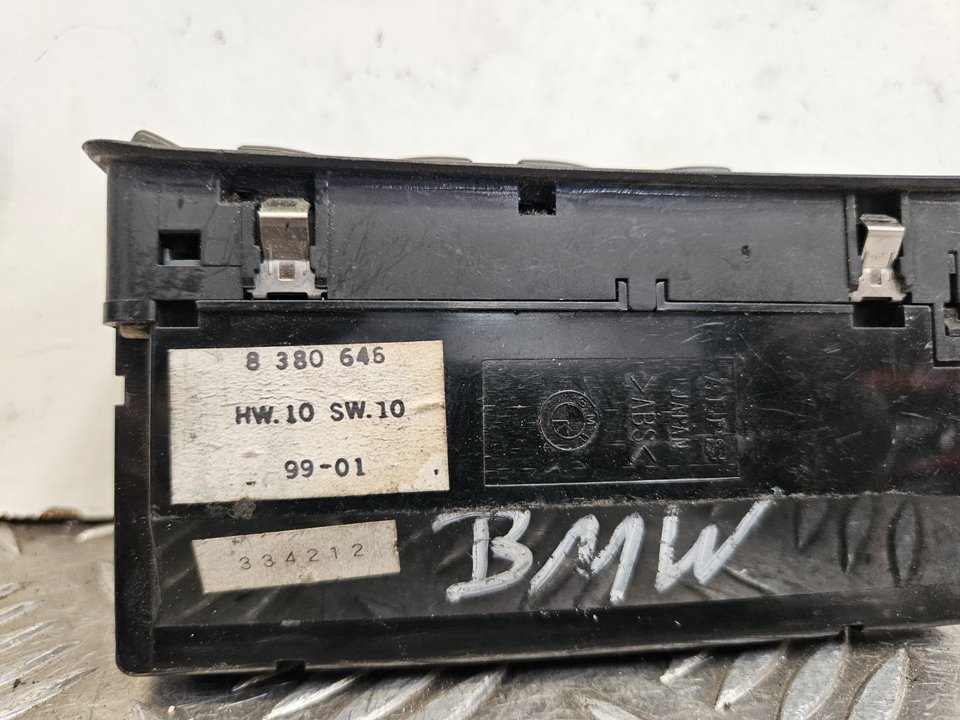 8 380 646
HW.10 SW.10
99-01
334212
JAPAN
>ABS<
BMW